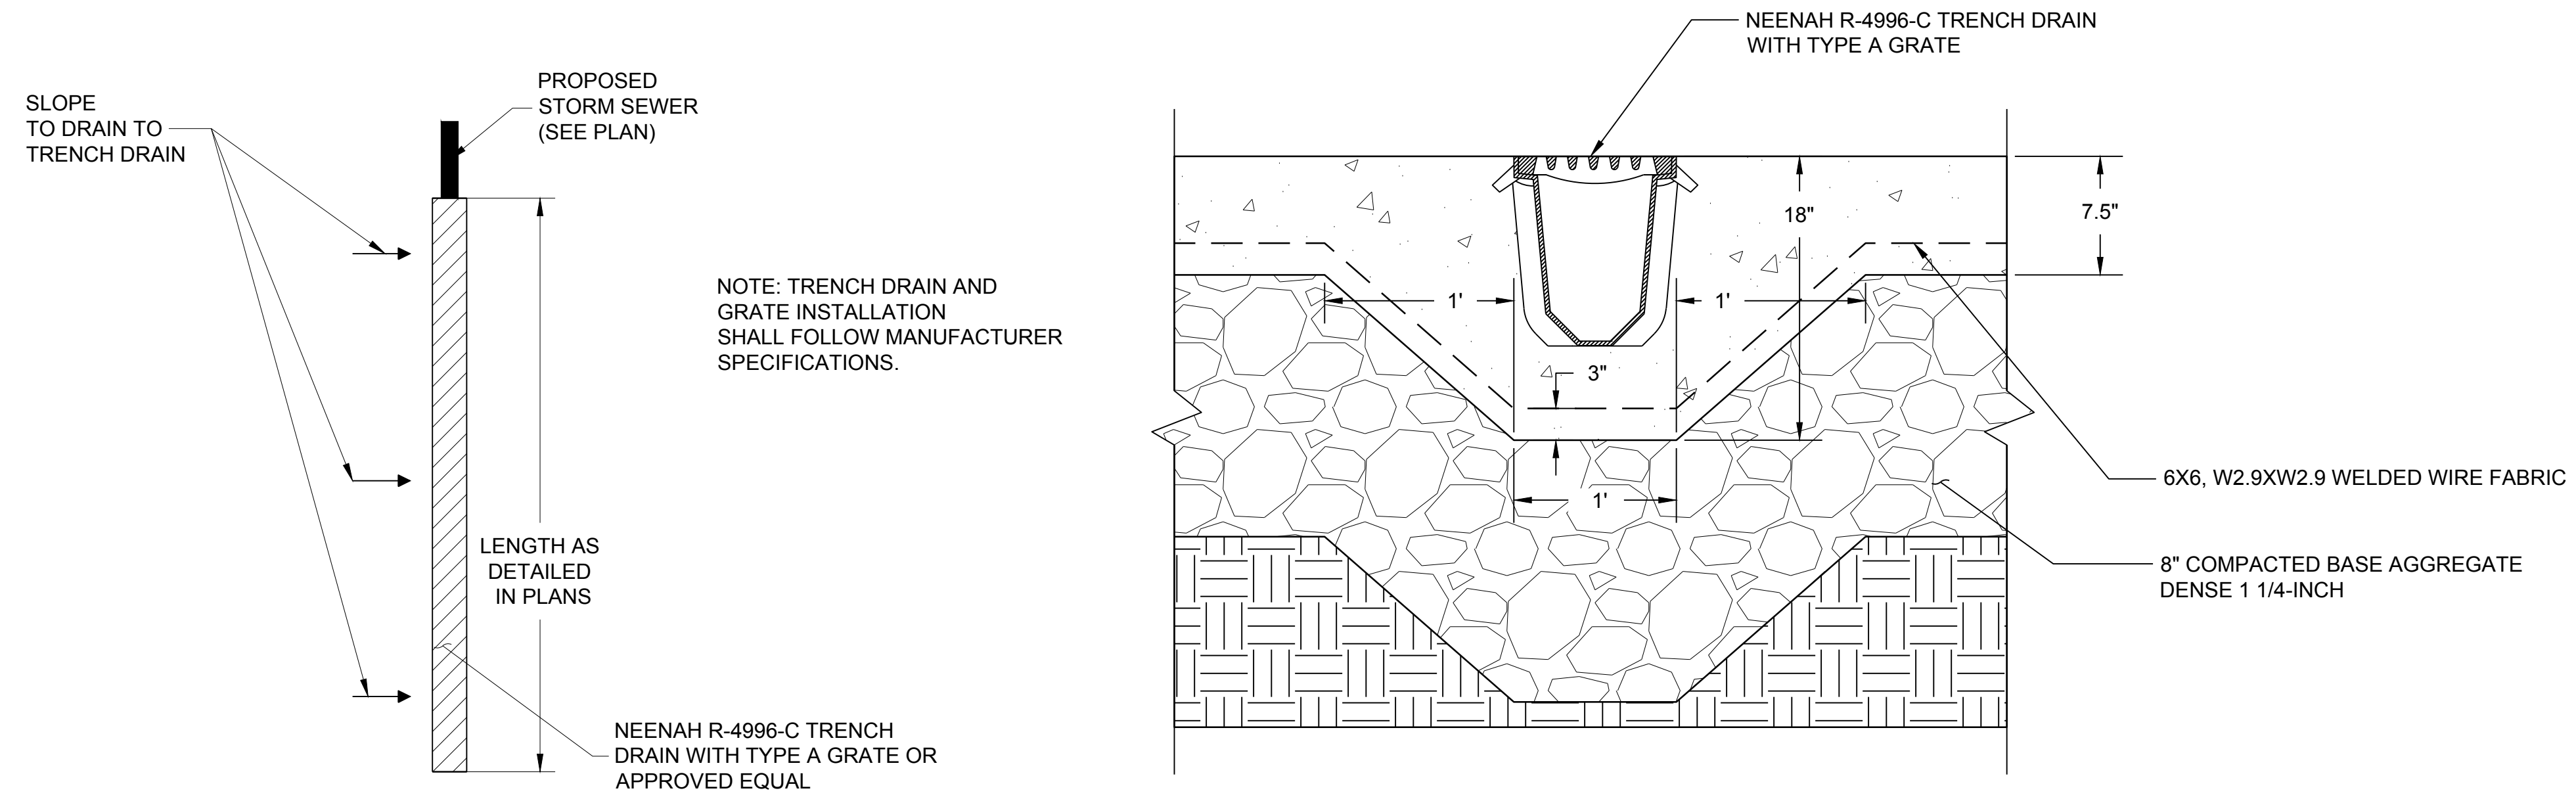 SLOPE
TO DRAIN TO
TRENCH DRAIN
PROPOSED
STORM SEWER
(SEE PLAN)
NOTE: TRENCH DRAIN AND
GRATE INSTALLATION
SHALL FOLLOW MANUFACTURER
SPECIFICATIONS.
LENGTH AS
DETAILED
IN PLANS
NEENAH R-4996-C TRENCH
DRAIN WITH TYPE A GRATE OR
APPROVED EQUAL
NEENAH R-4996-C TRENCH DRAIN
WITH TYPE A GRATE
18"
7.5"
1'
1'
3"
1'
6X6, W2.9XW2.9 WELDED WIRE FABRIC
8" COMPACTED BASE AGGREGATE
DENSE 1 1/4-INCH